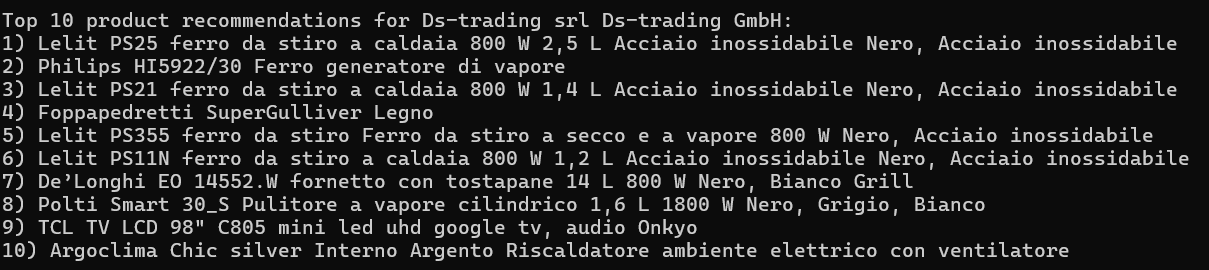 Top 10 product recommendations for Ds-trading srl Ds-trading GmbH:
1) Lelit PS25 ferro da stiro a caldaia 800 W 2,5 L Acciaio inossidabile Nero, Acciaio inossidabile
2) Philips HI5922/30 Ferro generatore di vapore
3) Lelit PS21 ferro da stiro a caldaia 800 W 1,4 L Acciaio inossidabile Nero, Acciaio inossidabile
4) Foppapedretti SuperGulliver Legno
5) Lelit PS355 ferro da stiro Ferro da stiro a secco e a vapore 800 W Nero, Acciaio inossidabile
6) Lelit PS11N ferro da stiro a caldaia 800 W 1,2 L Acciaio inossidabile Nero, Acciaio inossidabile
7) De’Longhi EO 14552.W fornetto con tostapane 14 L 800 W Nero, Bianco Grill
8) Polti Smart 30_S Pulitore a vapore cilindrico 1,6 L 1800 W Nero, Grigio, Bianco
9) TCL TV LCD 98" C805 mini led uhd google tv, audio Onkyo
10) Argoclima Chic silver Interno Argento Riscaldatore ambiente elettrico con ventilatore